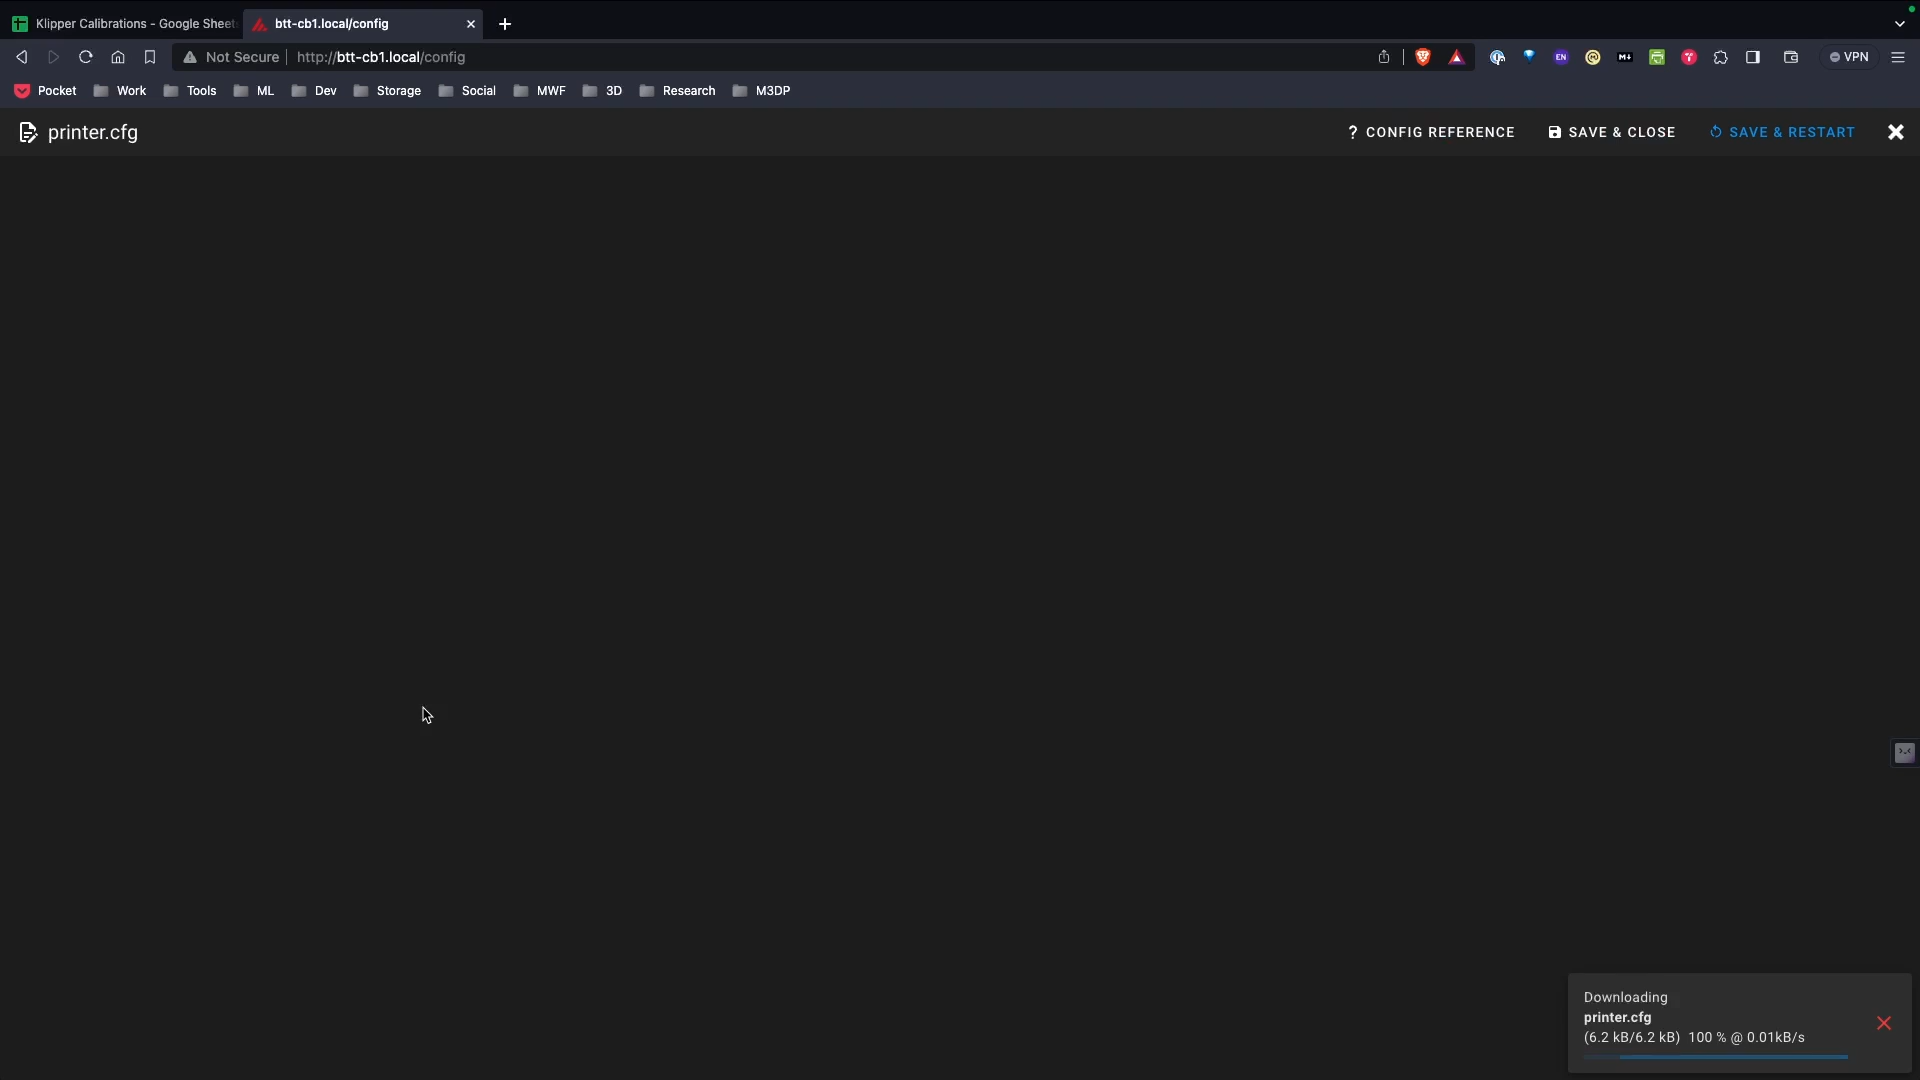 Klipper Calibrations - Google Sheet
btt-cb1.local/config
Not Secure
http://btt-cb1.local/config
EN
M↓
VPN
Pocket
Work
Tools
ML
Dev
Storage
Social
MWF
3D
Research
M3DP
printer.cfg
? CONFIG REFERENCE
SAVE & CLOSE
SAVE & RESTART
Downloading
printer.cfg
(6.2 kB/6.2 kB) 100 % @ 0.01kB/s